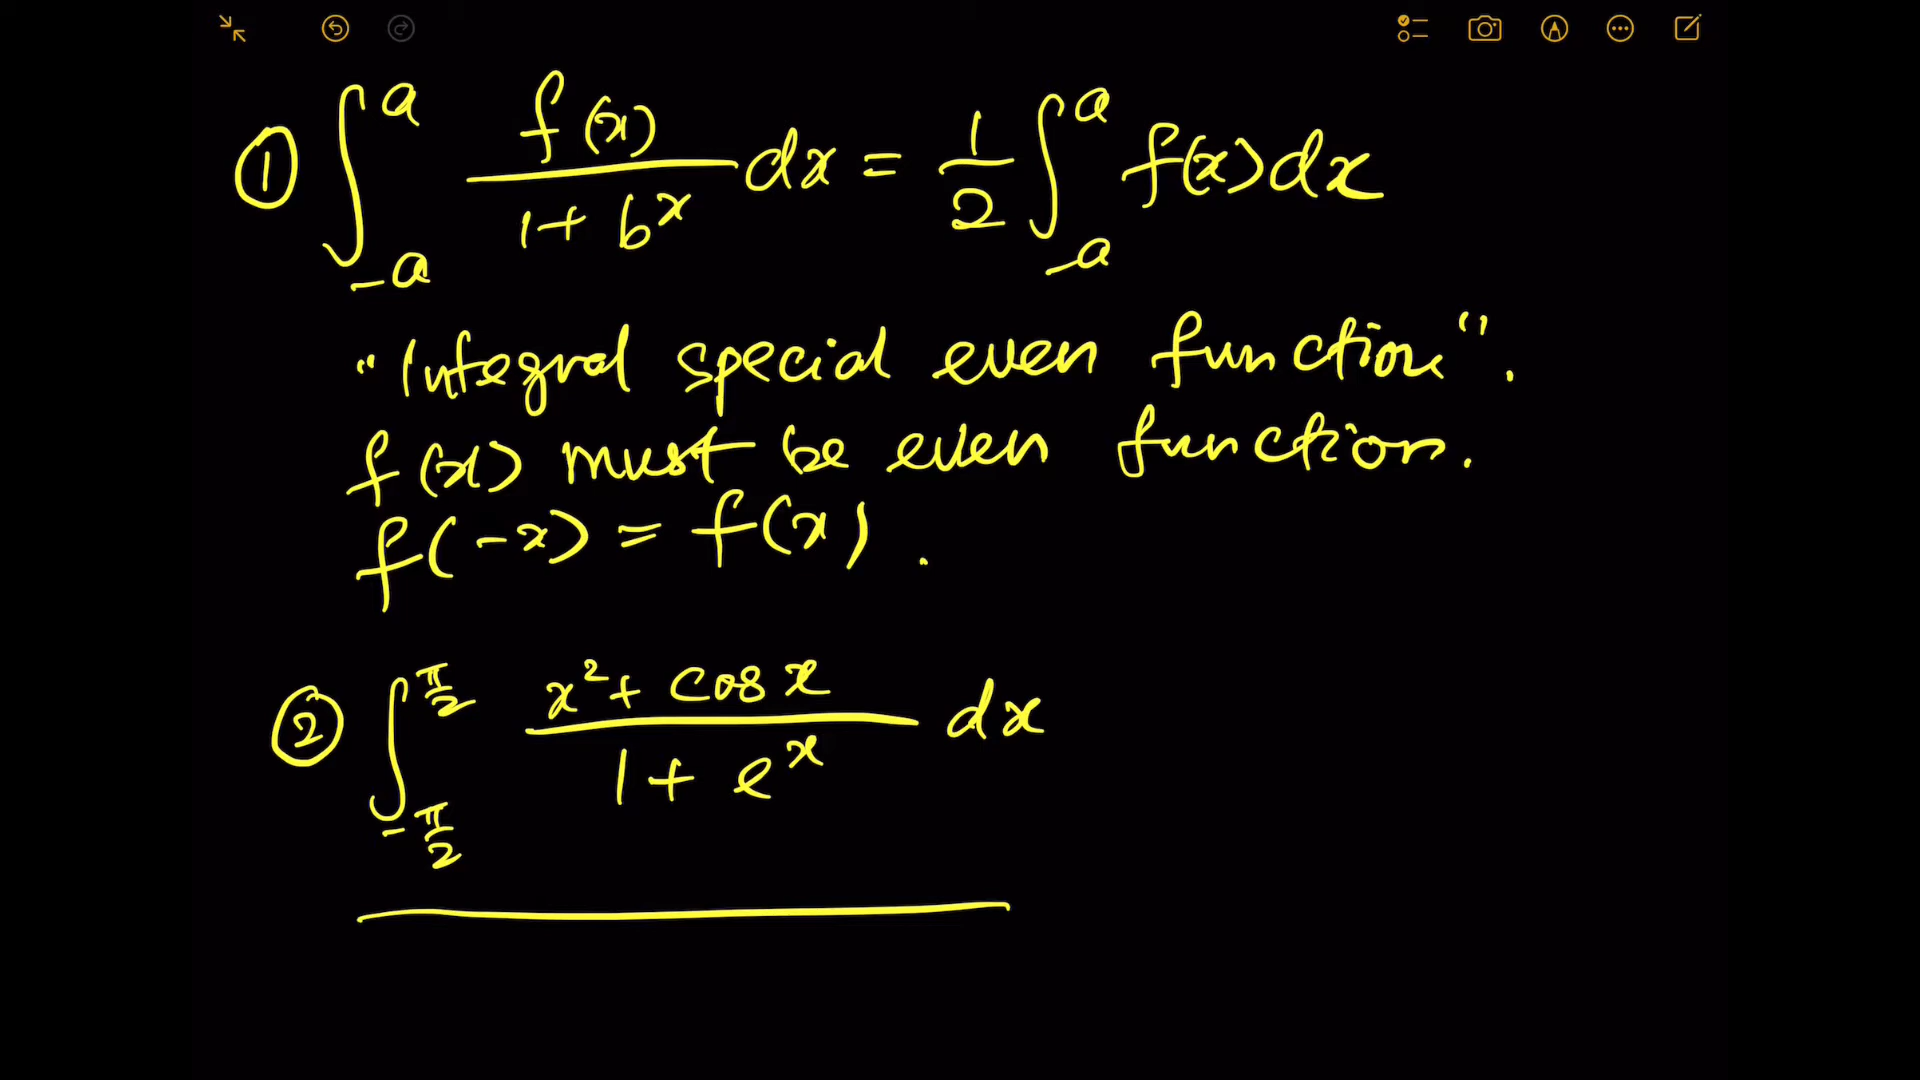 ① ∫_{-a}^{a} f(x)/(1+b^x) dx = 1/2 ∫_{-a}^{a} f(x)dx
"Integral special even function".
f(x) must be even function.
f(-x) = f(x).
② ∫_{-π/2}^{π/2} (x²+cos x)/(1+e^x) dx